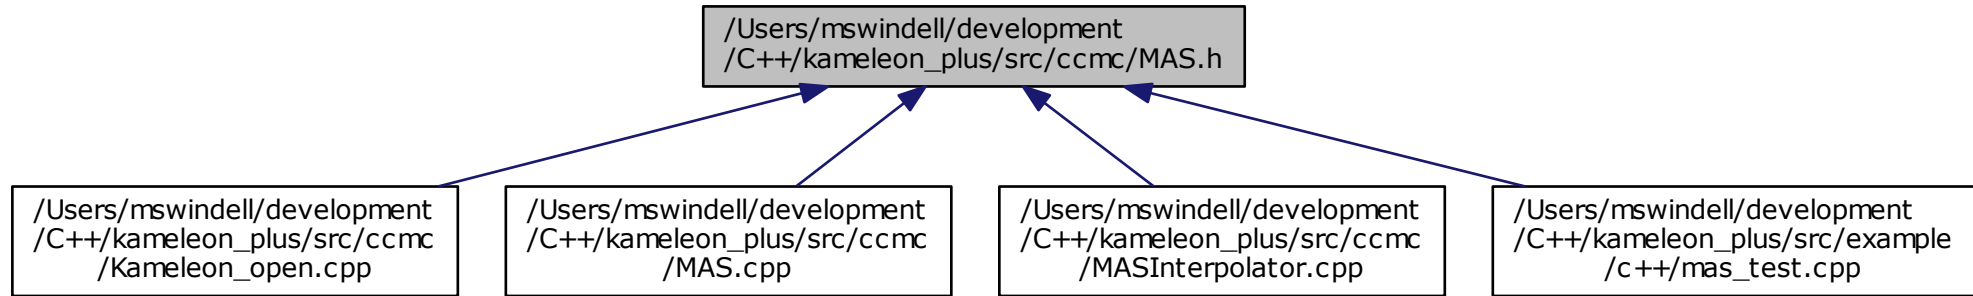 /Users/mswindell/development
/C++/kameleon_plus/src/ccmc/MAS.h
/Users/mswindell/development
/C++/kameleon_plus/src/ccmc
/Kameleon_open.cpp
/Users/mswindell/development
/C++/kameleon_plus/src/ccmc
/MAS.cpp
/Users/mswindell/development
/C++/kameleon_plus/src/ccmc
/MASInterpolator.cpp
/Users/mswindell/development
/C++/kameleon_plus/src/example
/c++/mas_test.cpp